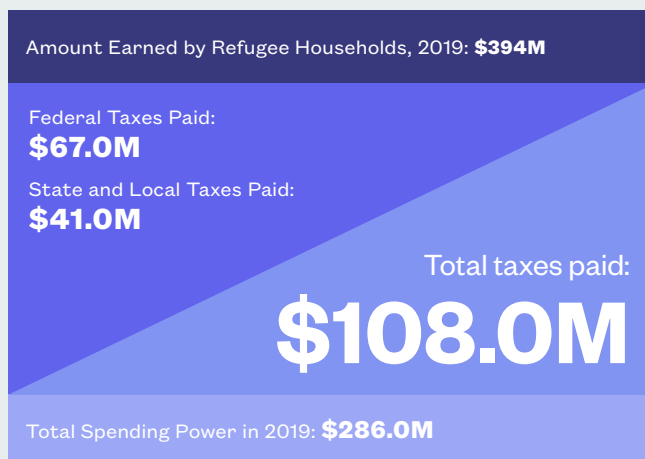 Amount Earned by Refugee Households, 2019: $394M
Federal Taxes Paid:
$67.0M
State and Local Taxes Paid:
$41.0M
Total taxes paid:
$108.0M
Total Spending Power in 2019: $286.0M